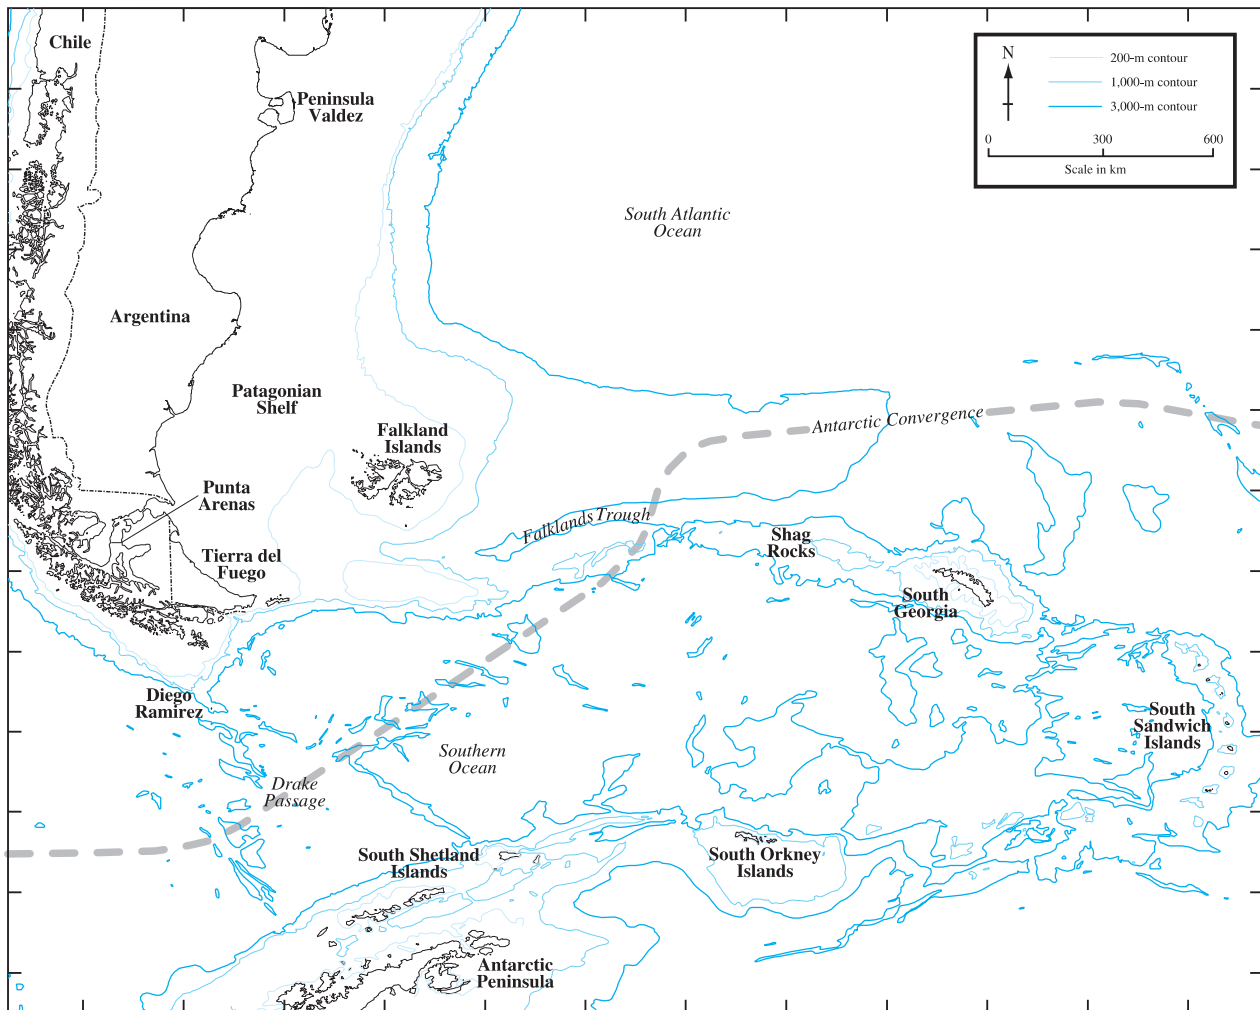 Chile
Peninsula
Valdez
N
200-m contour
1,000-m contour
3,000-m contour
0 300 600
Scale in km
South Atlantic
Ocean
Argentina
Patagonian
Shelf
Antarctic Convergence
Falkland
Islands
Punta
Arenas
Falklands Trough
Shag
Rocks
Tierra del
Fuego
South
Georgia
Diego
Ramirez
South
Sandwich
Islands
Southern
Ocean
Drake
Passage
South Shetland
Islands
South Orkney
Islands
Antarctic
Peninsula